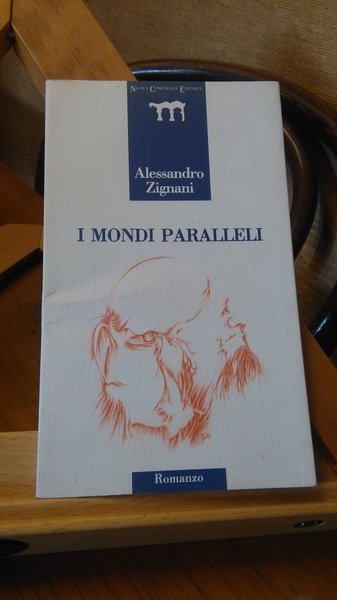 Nuova Compagnia Editrice
Alessandro
Zignani
I MONDI PARALLELI
Romanzo